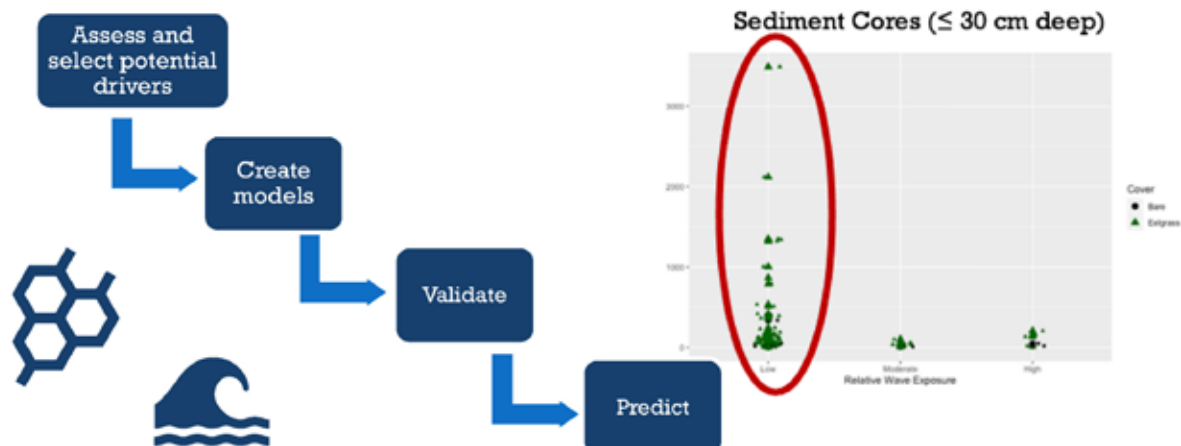 Assess and
select potential
drivers
Create
models
Validate
Predict
Sediment Cores (≤ 30 cm deep)
3000
2000
1000
0
Low
Moderate
High
Relative Wave Exposure
Cover
Bare
Eelgrass